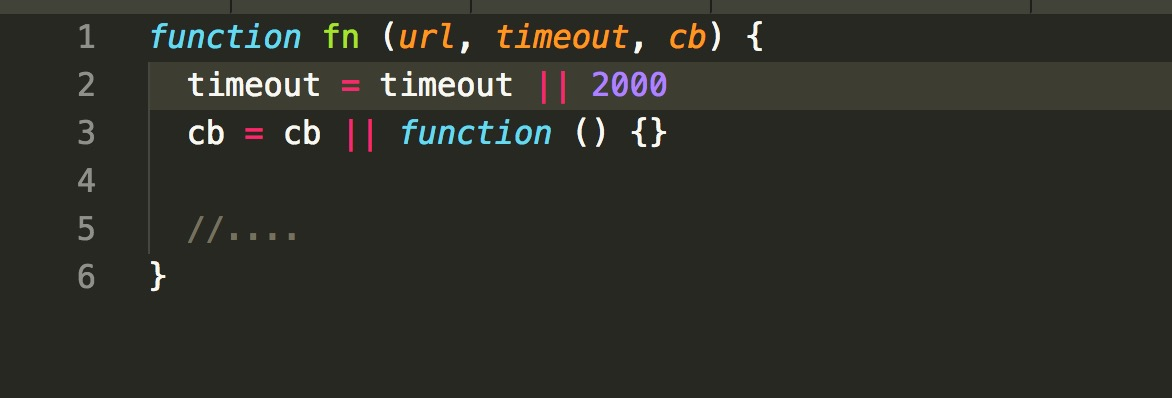 1 function fn (url, timeout, cb) {
2 timeout = timeout || 2000
3 cb = cb || function () {}
4
5 //....
6 }